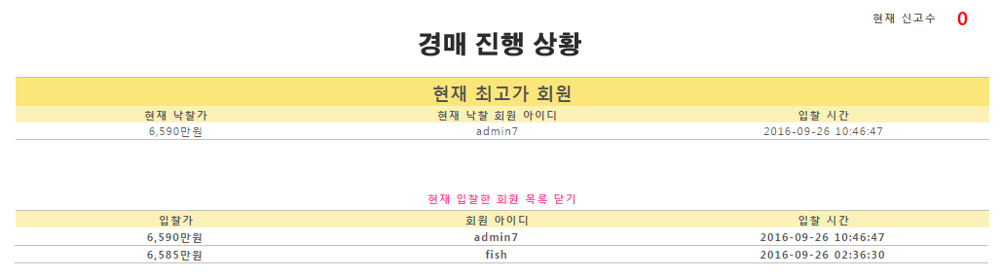 현재 신고수 0
경매 진행 상황
현재 최고가 회원
현재 낙찰가 현재 낙찰 회원 아이디 입찰 시간
6,590만원 admin7 2016-09-26 10:46:47
현재 입찰한 회원 목록 닫기
입찰가 회원 아이디 입찰 시간
6,590만원 admin7 2016-09-26 10:46:47
6,585만원 fish 2016-09-26 02:36:30